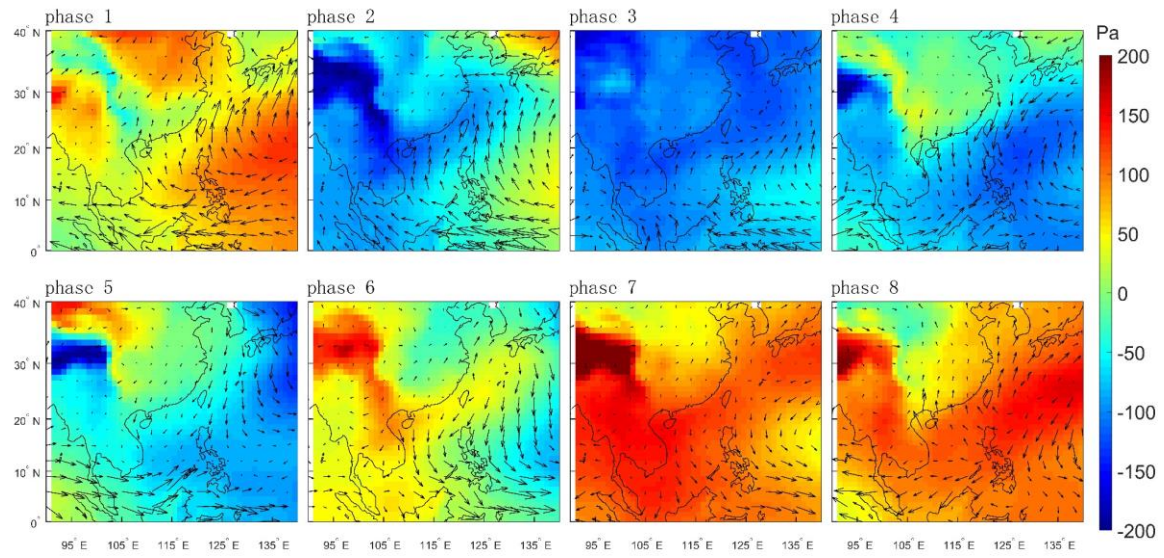 phase 1
phase 2
phase 3
phase 4
Pa
40° N
30° N
20° N
10° N
0°
200
150
100
50
0
-50
-100
-150
-200
phase 5
phase 6
phase 7
phase 8
40° N
30° N
20° N
10° N
0°
95° E 105° E 115° E 125° E 135° E
95° E 105° E 115° E 125° E 135° E
95° E 105° E 115° E 125° E 135° E
95° E 105° E 115° E 125° E 135° E